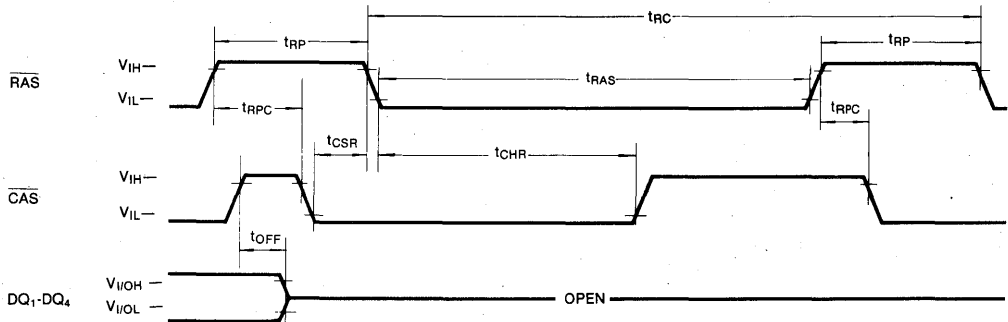 tRC
tRP
tRP
RAS
VIH
VIL
tRAS
tRPC
tRPC
tCSR
tCHR
CAS
VIH
VIL
tOFF
DQ1-DQ4
VI/OH
VI/OL
OPEN